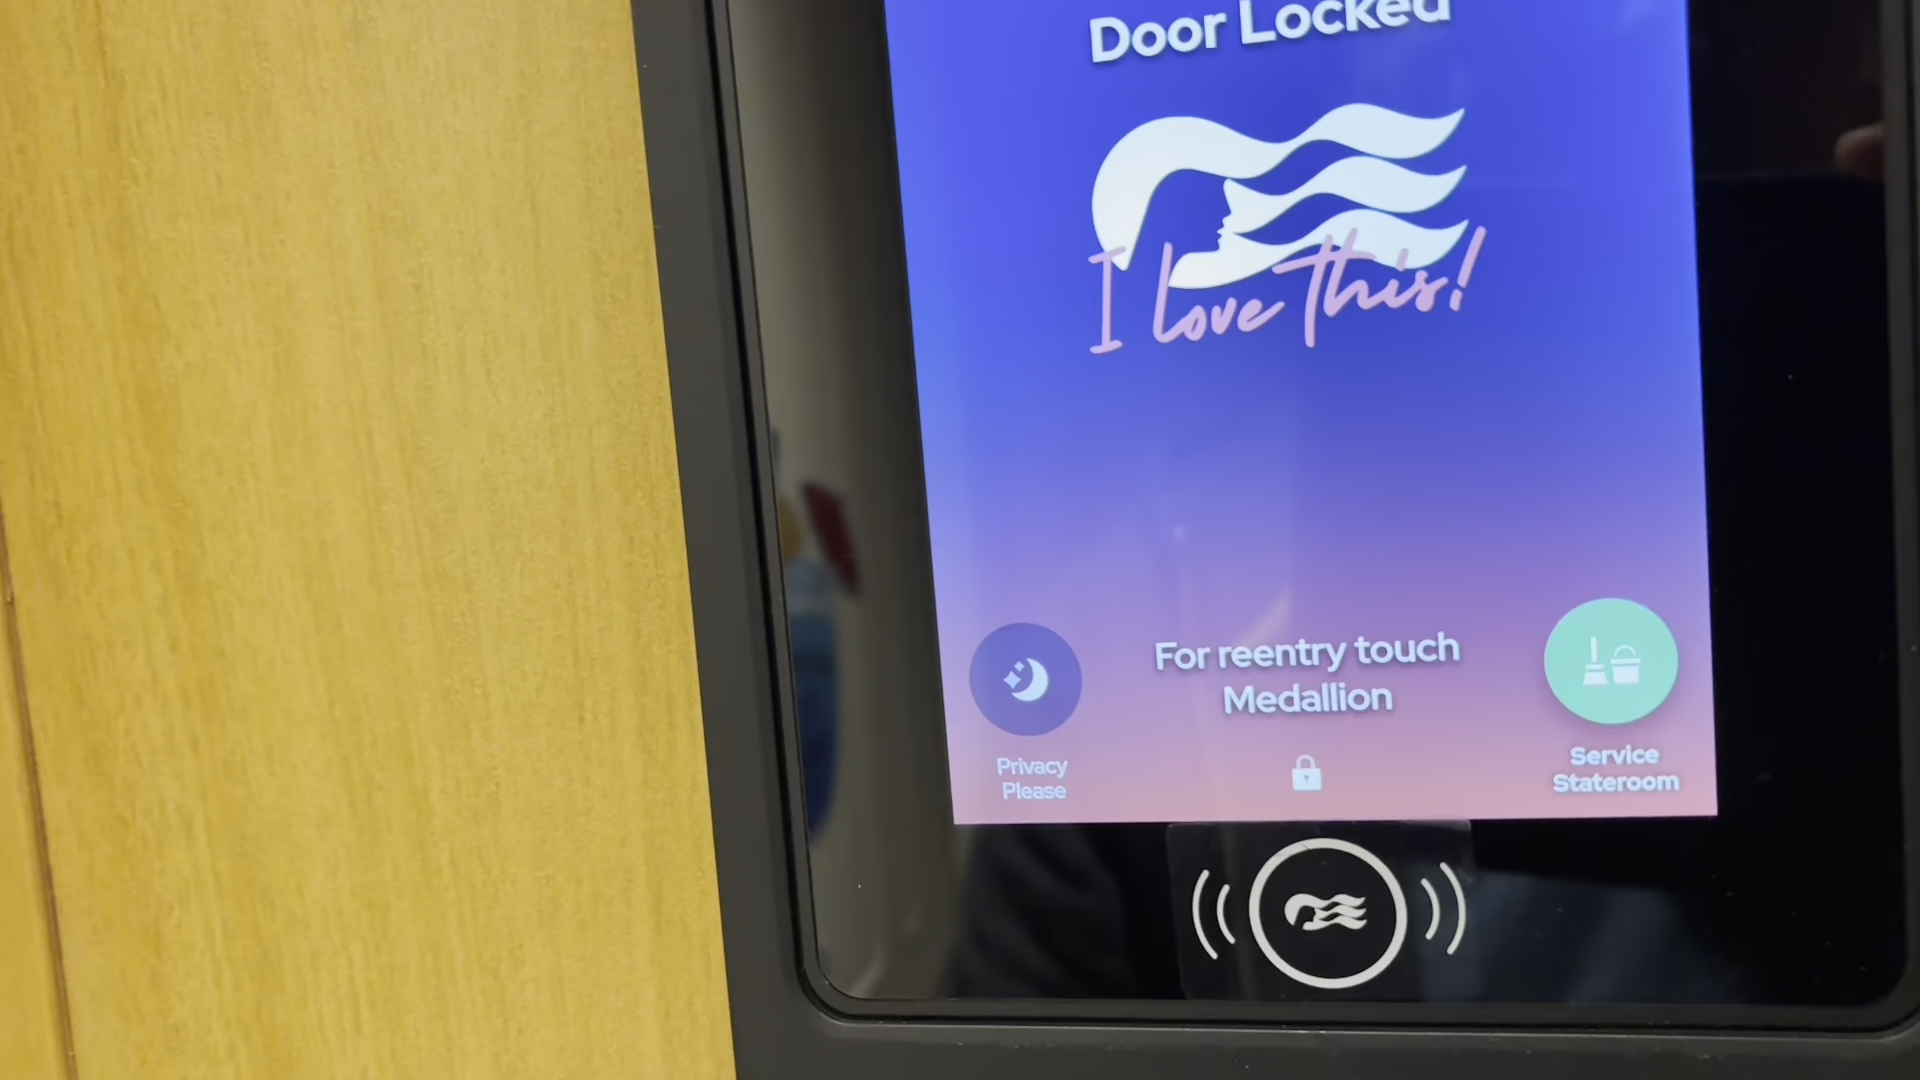 Door Locked
I love this!
For reentry touch
Medallion
Privacy
Please
Service
Stateroom